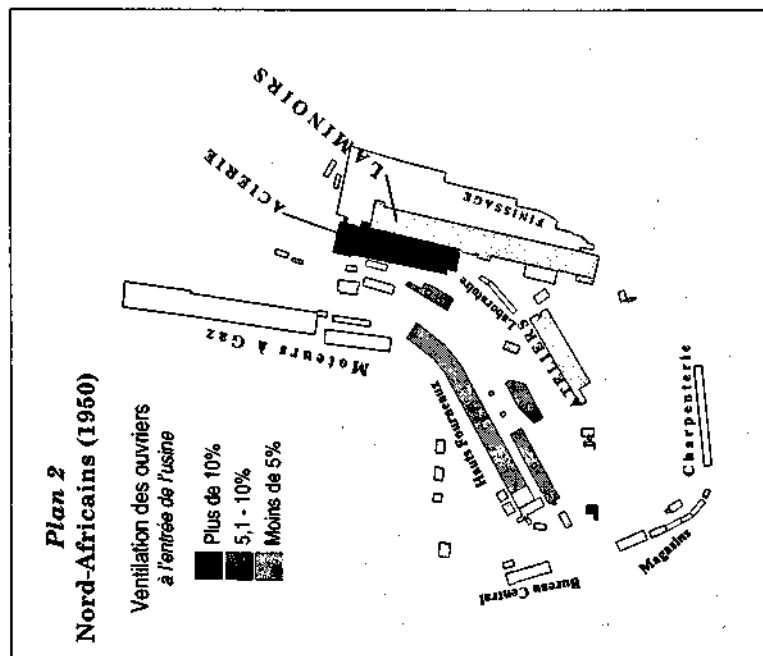 Plan 2
Nord-Africains (1950)
Ventilation des ouvriers
à l'entrée de l'usine
Plus de 10%
5,1 - 10%
Moins de 5%
ACIERIE
LAMINOIRS
FINISSAGE
Moteurs à Gaz
Hauts Fourneaux
Laboratoire
ATELIERS
Bureau Central
Magasins
Charpenterie